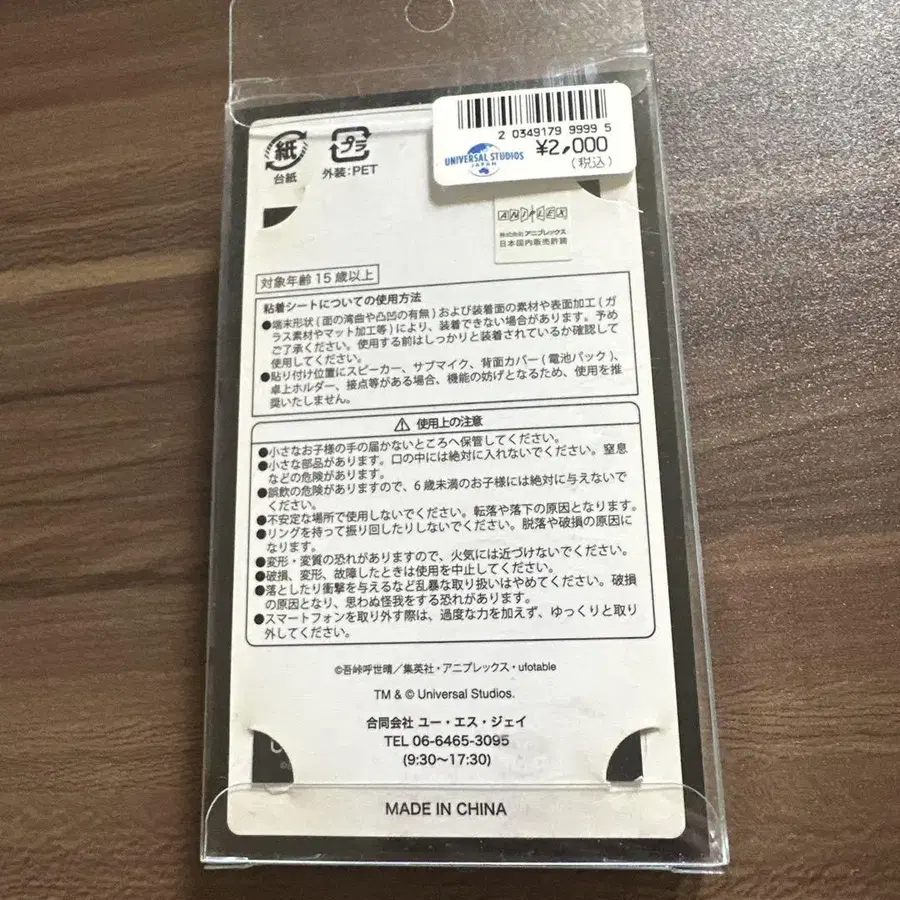 2 0349179 9999 5
UNIVERSAL STUDIOS
JAPAN
¥2,000
(税込)
紙
台紙
プラ
外装:PET
ANIPLEX
株式会社アニプレックス
日本国内販売許諾
対象年齢15歳以上
粘着シートについての使用方法
●端末形状(面の湾曲や凸凹の有無)および装着面の素材や表面加工(ガ
ラス素材やマット加工等)により、装着できない場合があります。予め
ご了承ください。使用する前はしっかりと装着されているか確認して
使用してください。
●貼り付け位置にスピーカー、サブマイク、背面カバー(電池パック)、
卓上ホルダー、接点等がある場合、機能の妨げとなるため、使用を推
奨いたしません。
⚠ 使用上の注意
●小さなお子様の手の届かないところへ保管してください。
●小さな部品があります。口の中には絶対に入れないでください。窒息
などの危険があります。
●誤飲の危険がありますので、6歳未満のお子様には絶対に与えないで
ください。
●不安定な場所で使用しないでください。転落や落下の原因となります。
●リングを持って振り回したりしないでください。脱落や破損の原因に
なります。
●変形・変質の恐れがありますので、火気には近づけないでください。
●破損、変形、故障したときは使用を中止してください。
●落としたり衝撃を与えるなど乱暴な取り扱いはやめてください。破損
の原因となり、思わぬ怪我をする恐れがあります。
●スマートフォンを取り外す際は、過度な力を加えず、ゆっくりと取り
外してください。
©吾峠呼世晴／集英社・アニプレックス・ufotable
TM & © Universal Studios.
合同会社 ユー・エス・ジェイ
TEL 06-6465-3095
(9:30～17:30)
MADE IN CHINA